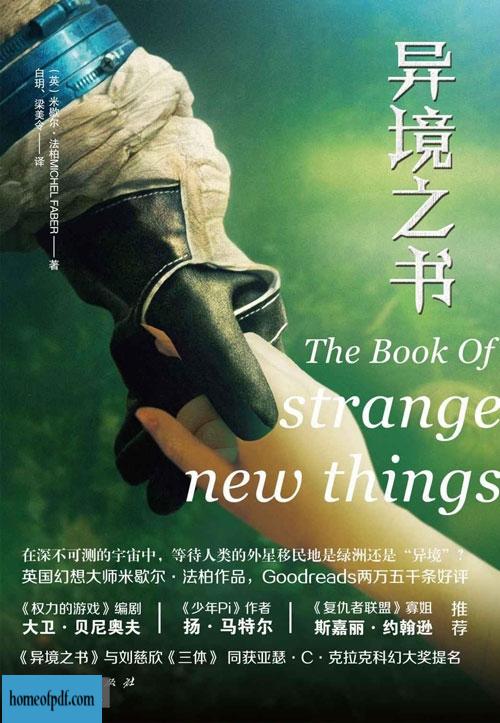 异境之书
（英）米歇尔·法柏MICHEL FABER——著
白玥、梁美令——译
The Book Of
strange
new things
在深不可测的宇宙中，等待人类的外星移民地是绿洲还是“异境”？
英国幻想大师米歇尔·法柏作品，Goodreads两万五千条好评
《权力的游戏》编剧
大卫·贝尼奥夫
《少年Pi》作者
扬·马特尔
《复仇者联盟》寡姐
斯嘉丽·约翰逊
推荐
《异境之书》与刘慈欣《三体》同获亚瑟·C·克拉克科幻大奖提名
版社
homeofpdf.com